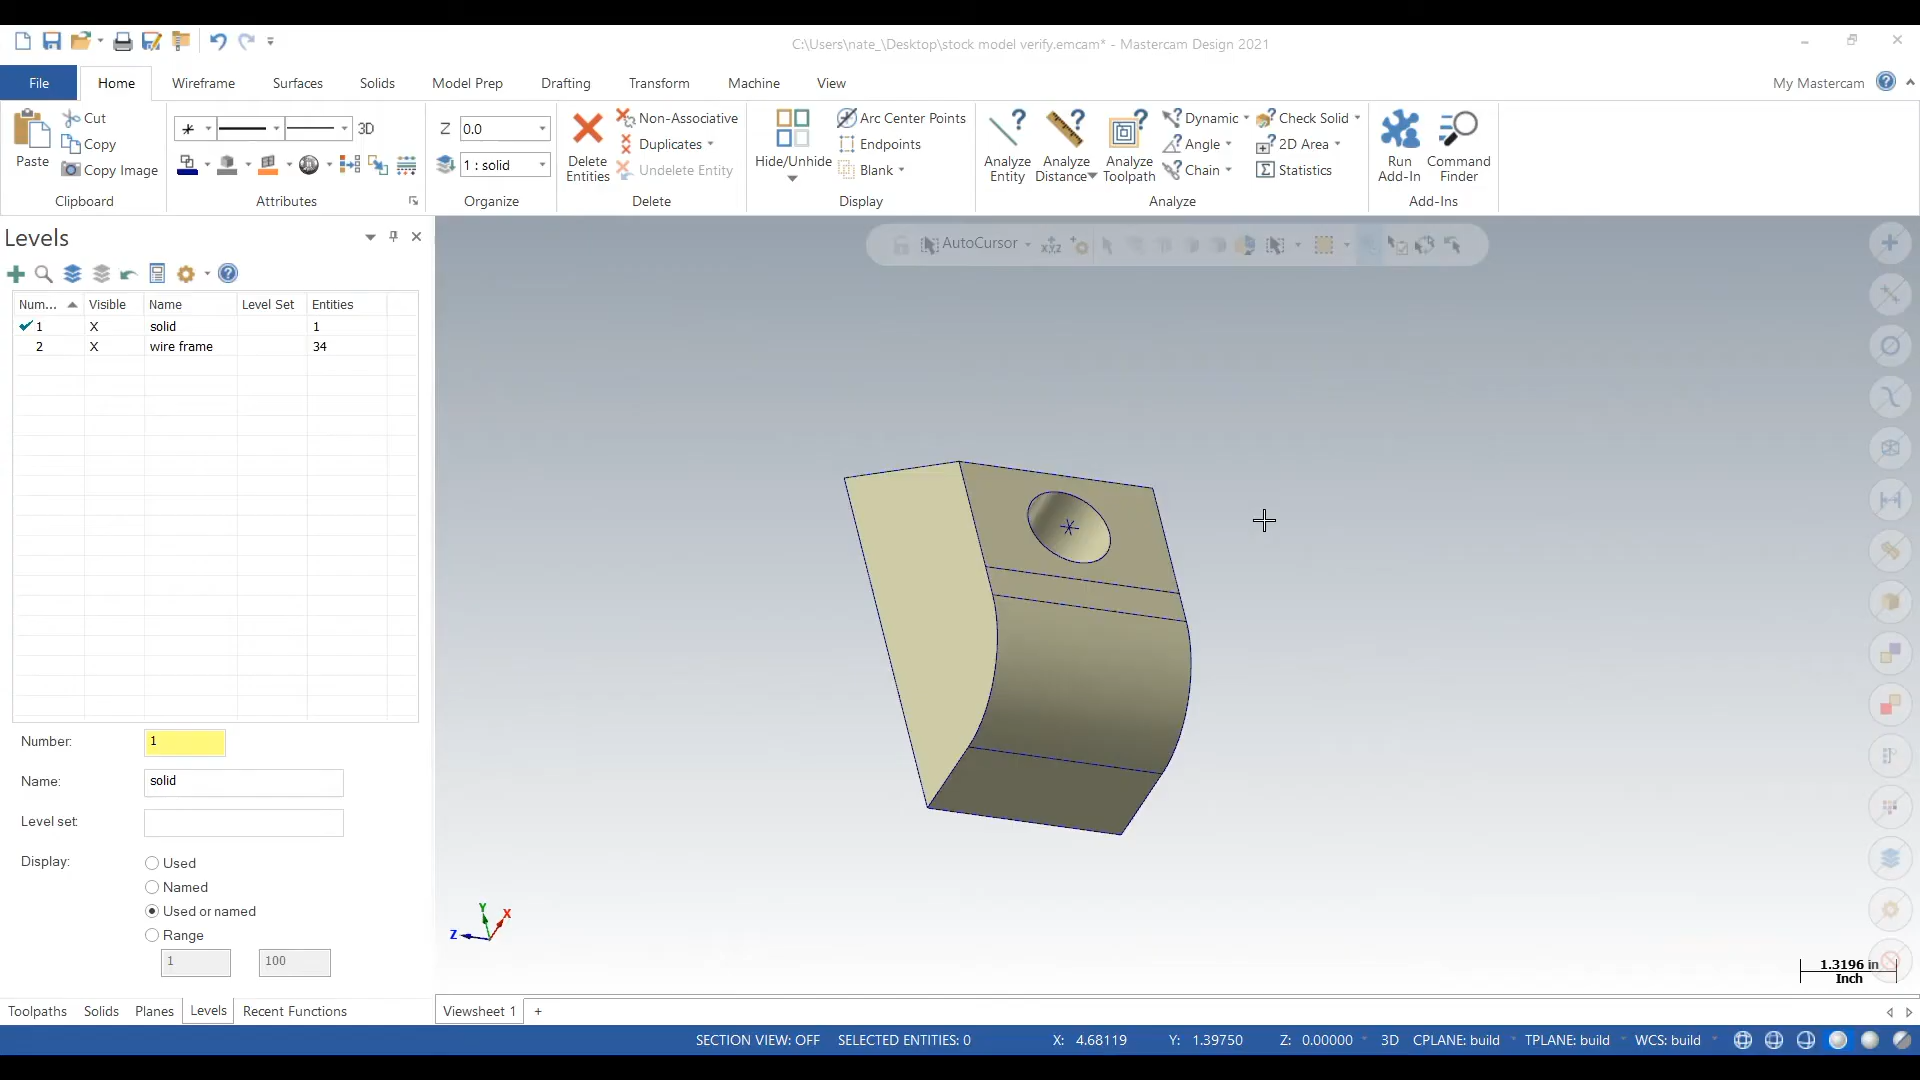 C:\Users\nate_\Desktop\stock model verify.emcam* - Mastercam Design 2021
File Home Wireframe Surfaces Solids Model Prep Drafting Transform Machine View My Mastercam
Paste
Cut
Copy
Copy Image
Clipboard
3D
Attributes
Z 0.0
1 : solid
Organize
Delete
Entities
Non-Associative
Duplicates
Undelete Entity
Delete
Hide/Unhide
Arc Center Points
Endpoints
Blank
Display
Analyze
Entity
Analyze
Distance
Analyze
Toolpath
Dynamic
Angle
Chain
Check Solid
2D Area
Statistics
Analyze
Run
Add-In
Command
Finder
Add-Ins
Levels
AutoCursor
xyz
Num... Visible Name Level Set Entities
1 X solid 1
2 X wire frame 34
Number: 1
Name: solid
Level set:
Display:
Used
Named
Used or named
Range
1 100
Y
X
Z
1.3196 in
Inch
Toolpaths Solids Planes Levels Recent Functions
Viewsheet 1 +
SECTION VIEW: OFF SELECTED ENTITIES: 0 X: 4.68119 Y: 1.39750 Z: 0.00000 3D CPLANE: build TPLANE: build WCS: build